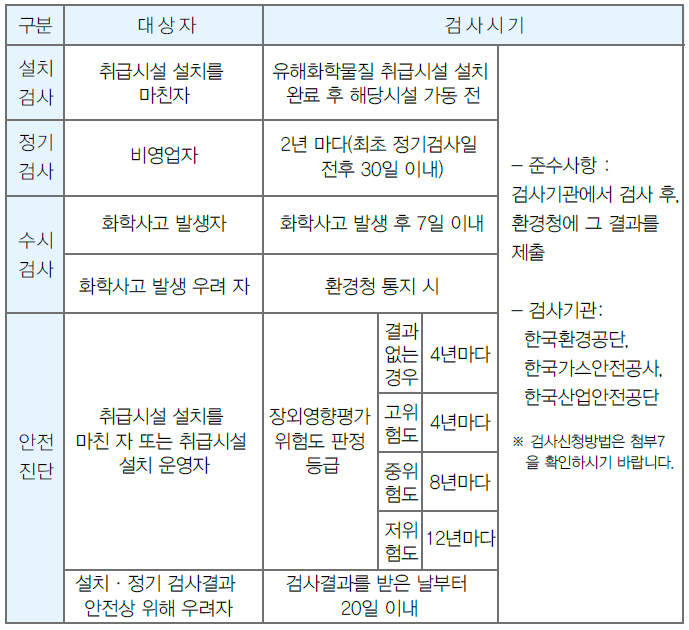 구분
대상자
검사시기
설치
검사
취급시설 설치를
마친자
유해화학물질 취급시설 설치
완료 후 해당시설 가동 전
정기
검사
비영업자
2년 마다(최초 정기검사일
전후 30일 이내)
수시
검사
화학사고 발생자
화학사고 발생 후 7일 이내
화학사고 발생 우려 자
환경청 통지 시
안전
진단
취급시설 설치를
마친 자 또는 취급시설
설치 운영자
장외영향평가
위험도 판정
등급
결과
없는
경우
4년마다
고위
험도
4년마다
중위
험도
8년마다
저위
험도
12년마다
설치 · 정기 검사결과
안전상 위해 우려자
검사결과를 받은 날부터
20일 이내
– 준수사항 :
검사기관에서 검사 후,
환경청에 그 결과를
제출
– 검사기관:
한국환경공단,
한국가스안전공사,
한국산업안전공단
※ 검사신청방법은 첨부7
을 확인하시기 바랍니다.